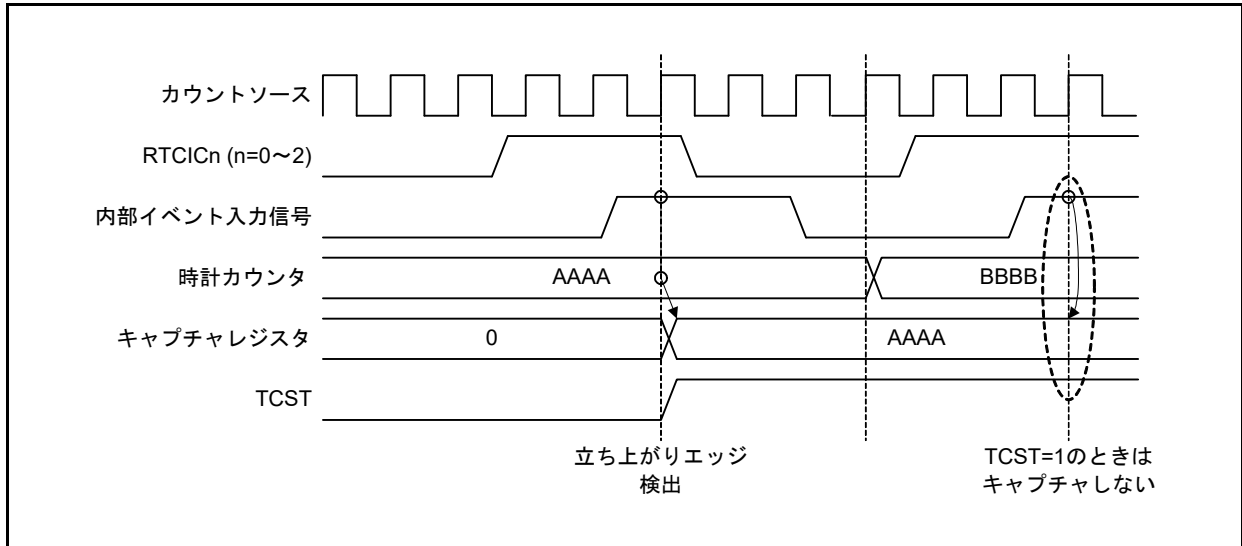 カウントソース
RTCICn (n=0～2)
内部イベント入力信号
時計カウンタ
AAAA
BBBB
キャプチャレジスタ
0
AAAA
TCST
立ち上がりエッジ
検出
TCST=1のときは
キャプチャしない